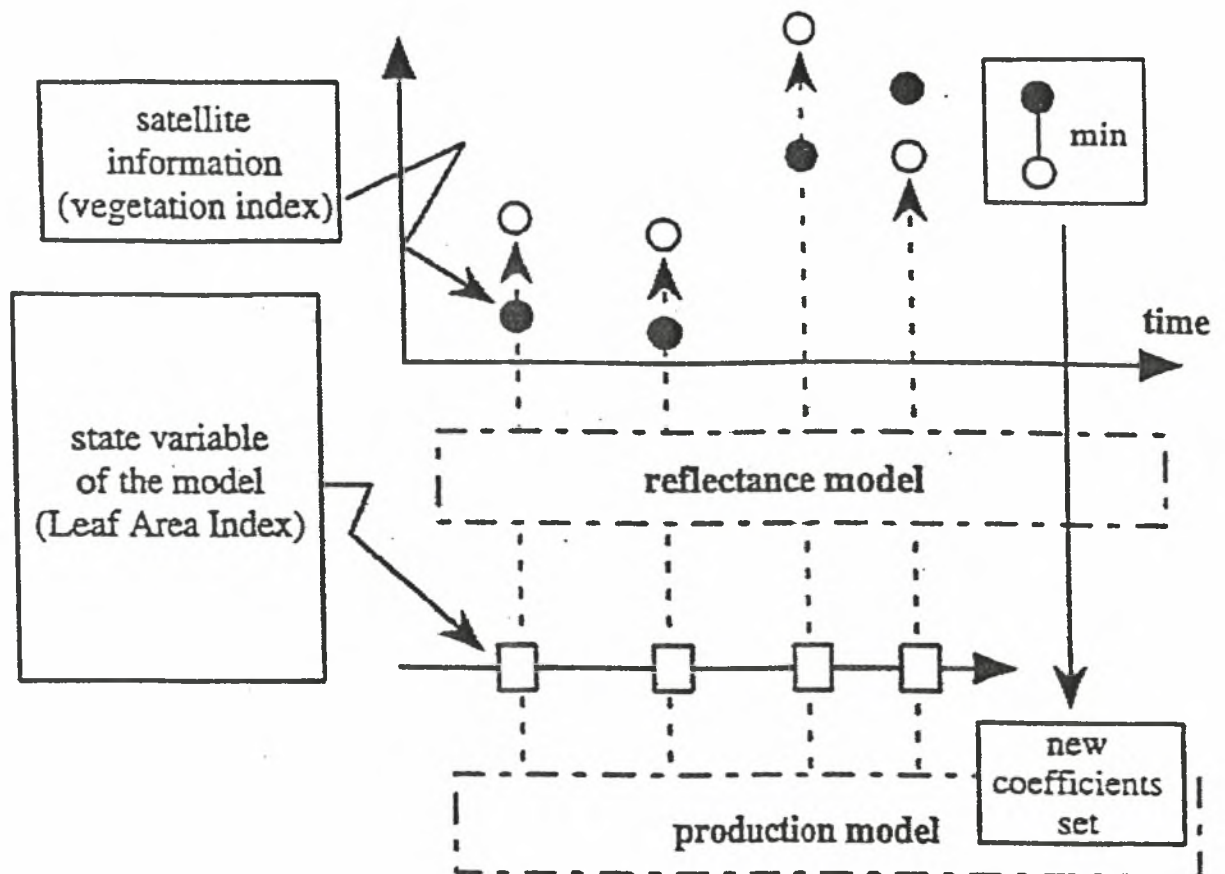 satellite
information
(vegetation index)
min
time
state variable
of the model
(Leaf Area Index)
reflectance model
new
coefficients
set
production model